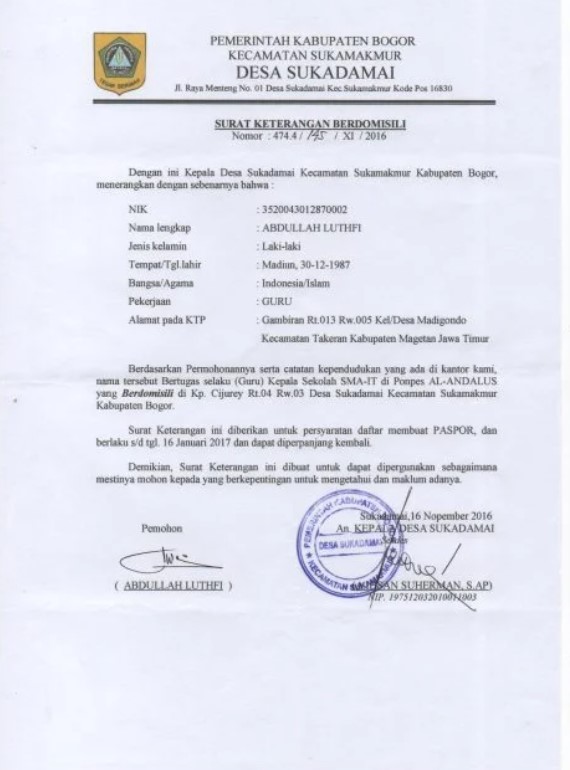 PEMERINTAH KABUPATEN BOGOR
KECAMATAN SUKAMAKMUR
DESA SUKADAMAI
Jl. Raya Menteng No. 01 Desa Sukadamai Kec Sukamakmur Kode Pos 16830
SURAT KETERANGAN BERDOMISILI
Nomor : 474.4 / 145 / XI / 2016
Dengan ini Kepala Desa Sukadamai Kecamatan Sukamakmur Kabupaten Bogor,
menerangkan dengan sebenarnya bahwa :
NIK : 3520043012870002
Nama lengkap : ABDULLAH LUTHFI
Jenis kelamin : Laki-laki
Tempat/Tgl.lahir : Madiun, 30-12-1987
Bangsa/Agama : Indonesia/Islam
Pekerjaan : GURU
Alamat pada KTP : Gambiran Rt.013 Rw.005 Kel/Desa Madigondo
Kecamatan Takeran Kabupaten Magetan Jawa Timur
Berdasarkan Permohonannya serta catatan kependudukan yang ada di kantor kami,
nama tersebut Bertugas selaku (Guru) Kepala Sekolah SMA-IT di Ponpes AL-ANDALUS
yang Berdomisili di Kp. Cijurey Rt.04 Rw.03 Desa Sukadamai Kecamatan Sukamakmur
Kabupaten Bogor.
Surat Keterangan ini diberikan untuk persyaratan daftar membuat PASPOR, dan
berlaku s/d tgl. 16 Januari 2017 dan dapat diperpanjang kembali.
Demikian, Surat Keterangan ini dibuat untuk dapat dipergunakan sebagaimana
mestinya mohon kepada yang berkepentingan untuk mengetahui dan maklum adanya.
Sukadamai,16 Nopember 2016
Pemohon An. KEPALA DESA SUKADAMAI
DESA SUKADAMAI
( ABDULLAH LUTHFI ) SUHERMAN, S.AP)
NIP. 197512032010011003